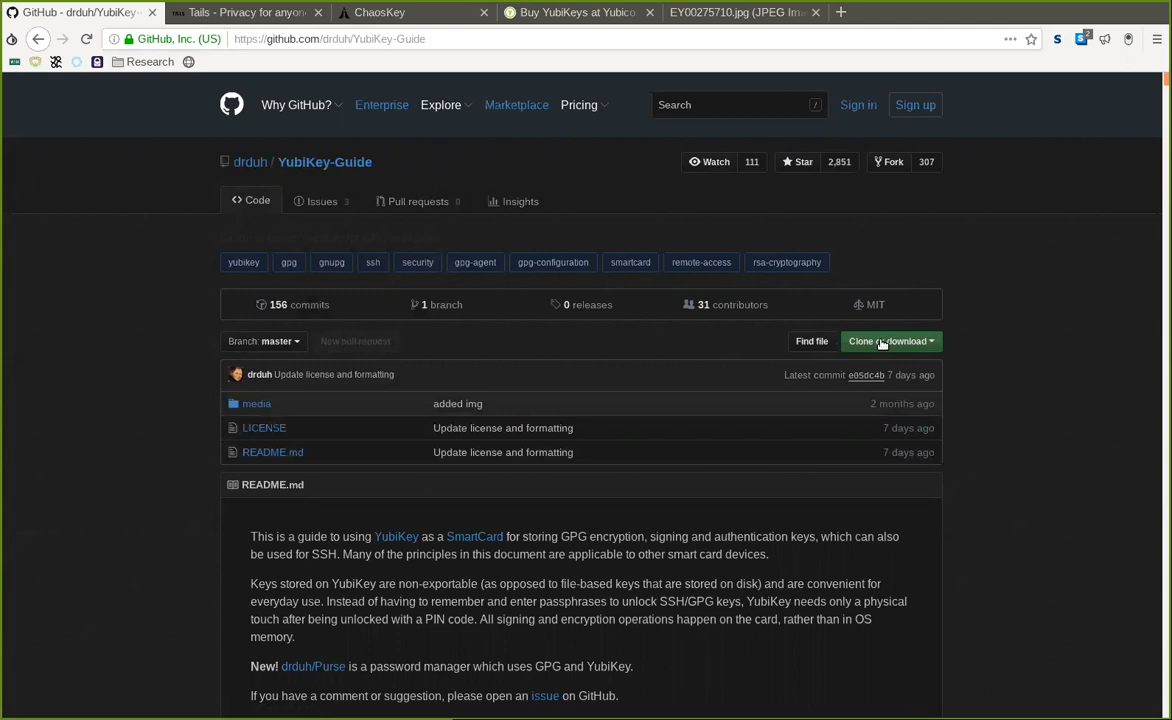 GitHub - drduh/YubiKey- Tails - Privacy for anyon ChaosKey Buy YubiKeys at Yubico EY00275710.jpg (JPEG Im
GitHub, Inc. (US) https://github.com/drduh/YubiKey-Guide S 2
Research
Why GitHub? Enterprise Explore Marketplace Pricing Search / Sign in Sign up
drduh / YubiKey-Guide Watch 111 Star 2,851 Fork 307
Code Issues 3 Pull requests 0 Insights
yubikey gpg gnupg ssh security gpg-agent gpg-configuration smartcard remote-access rsa-cryptography
156 commits 1 branch 0 releases 31 contributors MIT
Branch: master New pull request Find file Clone or download
drduh Update license and formatting Latest commit e05dc4b 7 days ago
media added img 2 months ago
LICENSE Update license and formatting 7 days ago
README.md Update license and formatting 7 days ago
README.md
This is a guide to using YubiKey as a SmartCard for storing GPG encryption, signing and authentication keys, which can also
be used for SSH. Many of the principles in this document are applicable to other smart card devices.
Keys stored on YubiKey are non-exportable (as opposed to file-based keys that are stored on disk) and are convenient for
everyday use. Instead of having to remember and enter passphrases to unlock SSH/GPG keys, YubiKey needs only a physical
touch after being unlocked with a PIN code. All signing and encryption operations happen on the card, rather than in OS
memory.
New! drduh/Purse is a password manager which uses GPG and YubiKey.
If you have a comment or suggestion, please open an issue on GitHub.